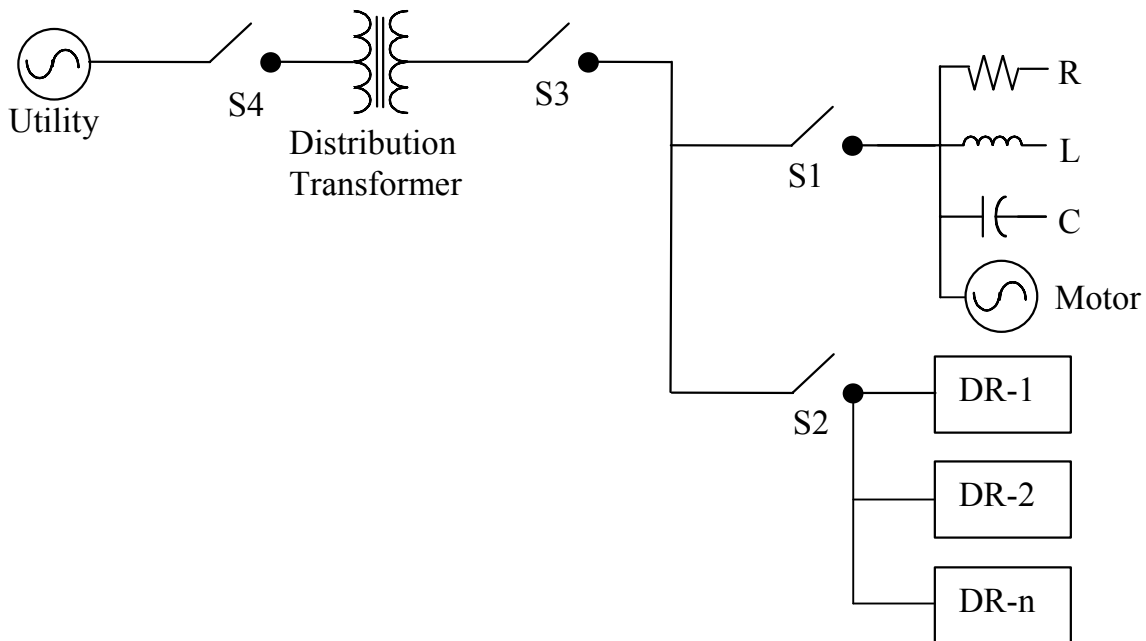 Utility
S4
Distribution
Transformer
S3
S1
R
L
C
Motor
S2
DR-1
DR-2
DR-n